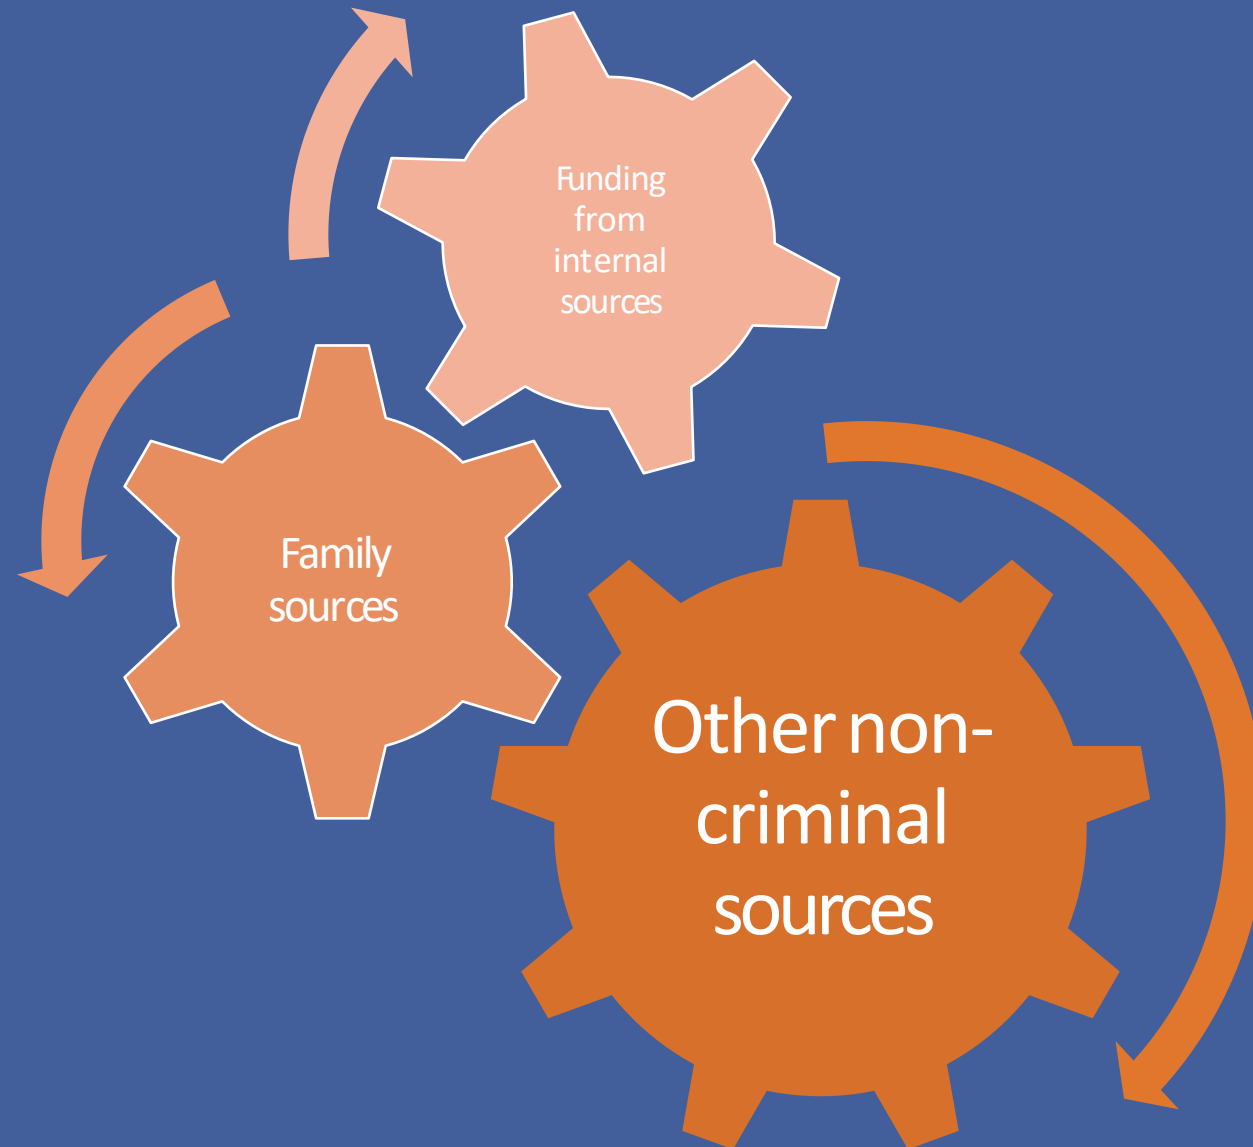 Funding
from
internal
sources
Family
sources
Other non-
criminal
sources